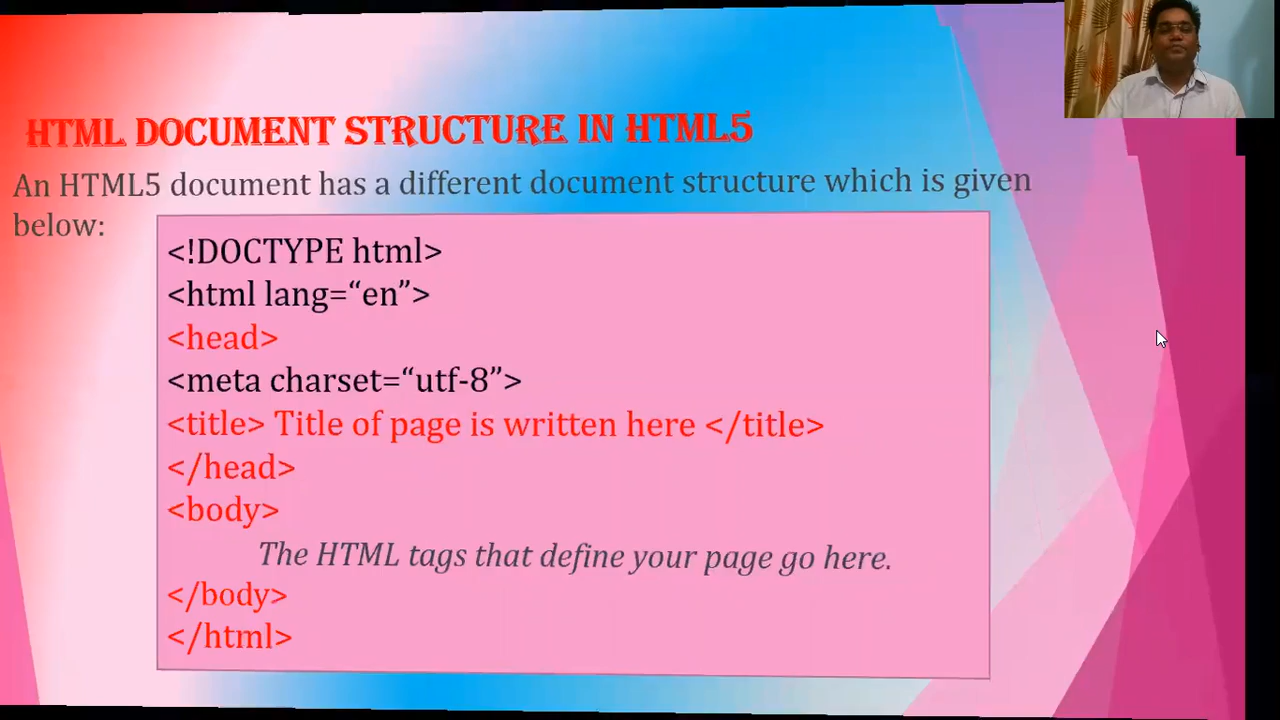 HTML DOCUMENT STRUCTURE IN HTML5
An HTML5 document has a different document structure which is given
below:
<!DOCTYPE html>
<html lang=“en”>
<head>
<meta charset=“utf-8”>
<title> Title of page is written here </title>
</head>
<body>
The HTML tags that define your page go here.
</body>
</html>